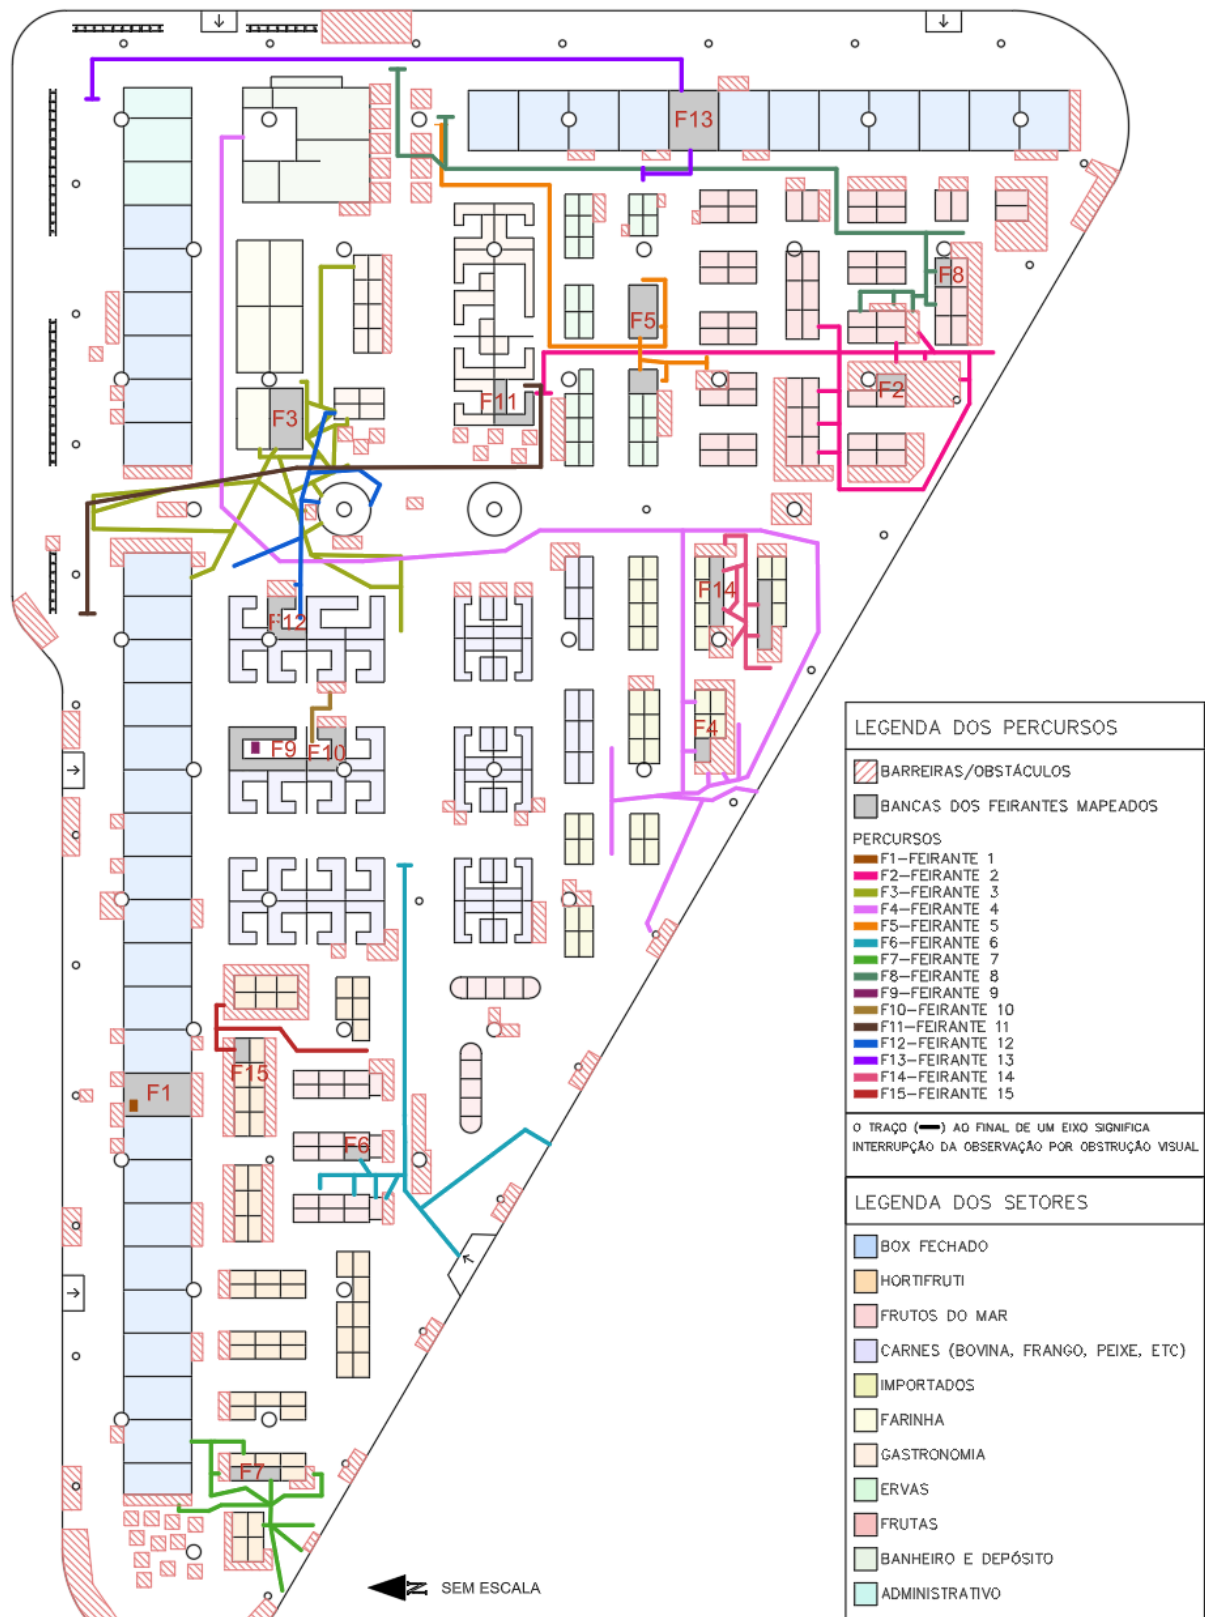 F13
F8
F5
F2
F11
F3
F14
F12
F4
F9
F10
F1
F15
F6
F7
N
SEM ESCALA
LEGENDA DOS PERCURSOS
BARREIRAS/OBSTÁCULOS
BANCAS DOS FEIRANTES MAPEADOS
PERCURSOS
F1-FEIRANTE 1
F2-FEIRANTE 2
F3-FEIRANTE 3
F4-FEIRANTE 4
F5-FEIRANTE 5
F6-FEIRANTE 6
F7-FEIRANTE 7
F8-FEIRANTE 8
F9-FEIRANTE 9
F10-FEIRANTE 10
F11-FEIRANTE 11
F12-FEIRANTE 12
F13-FEIRANTE 13
F14-FEIRANTE 14
F15-FEIRANTE 15
O TRAÇO (▬) AO FINAL DE UM EIXO SIGNIFICA
INTERRUPÇÃO DA OBSERVAÇÃO POR OBSTRUÇÃO VISUAL
LEGENDA DOS SETORES
BOX FECHADO
HORTIFRUTI
FRUTOS DO MAR
CARNES (BOVINA, FRANGO, PEIXE, ETC)
IMPORTADOS
FARINHA
GASTRONOMIA
ERVAS
FRUTAS
BANHEIRO E DEPÓSITO
ADMINISTRATIVO